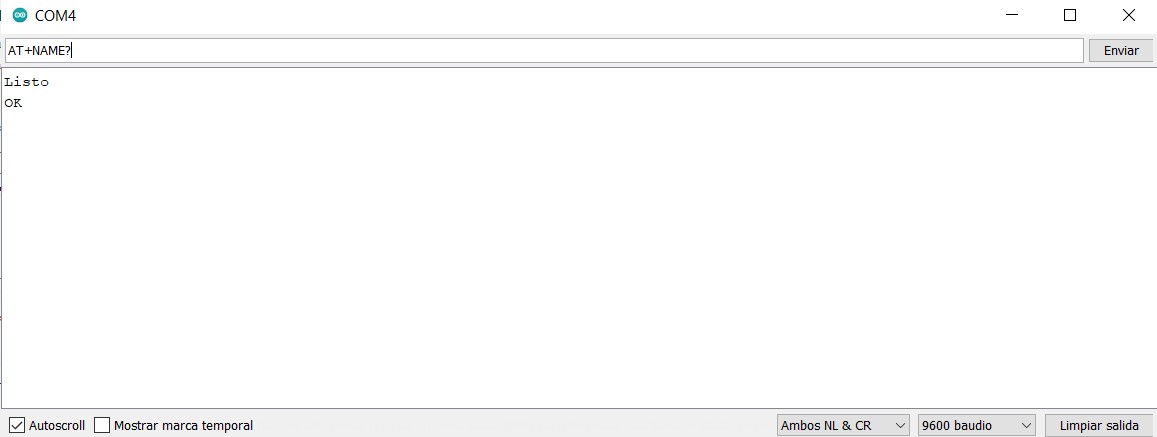 COM4
AT+NAME?
Enviar
Listo
OK
Autoscroll Mostrar marca temporal Ambos NL & CR 9600 baudio Limpiar salida